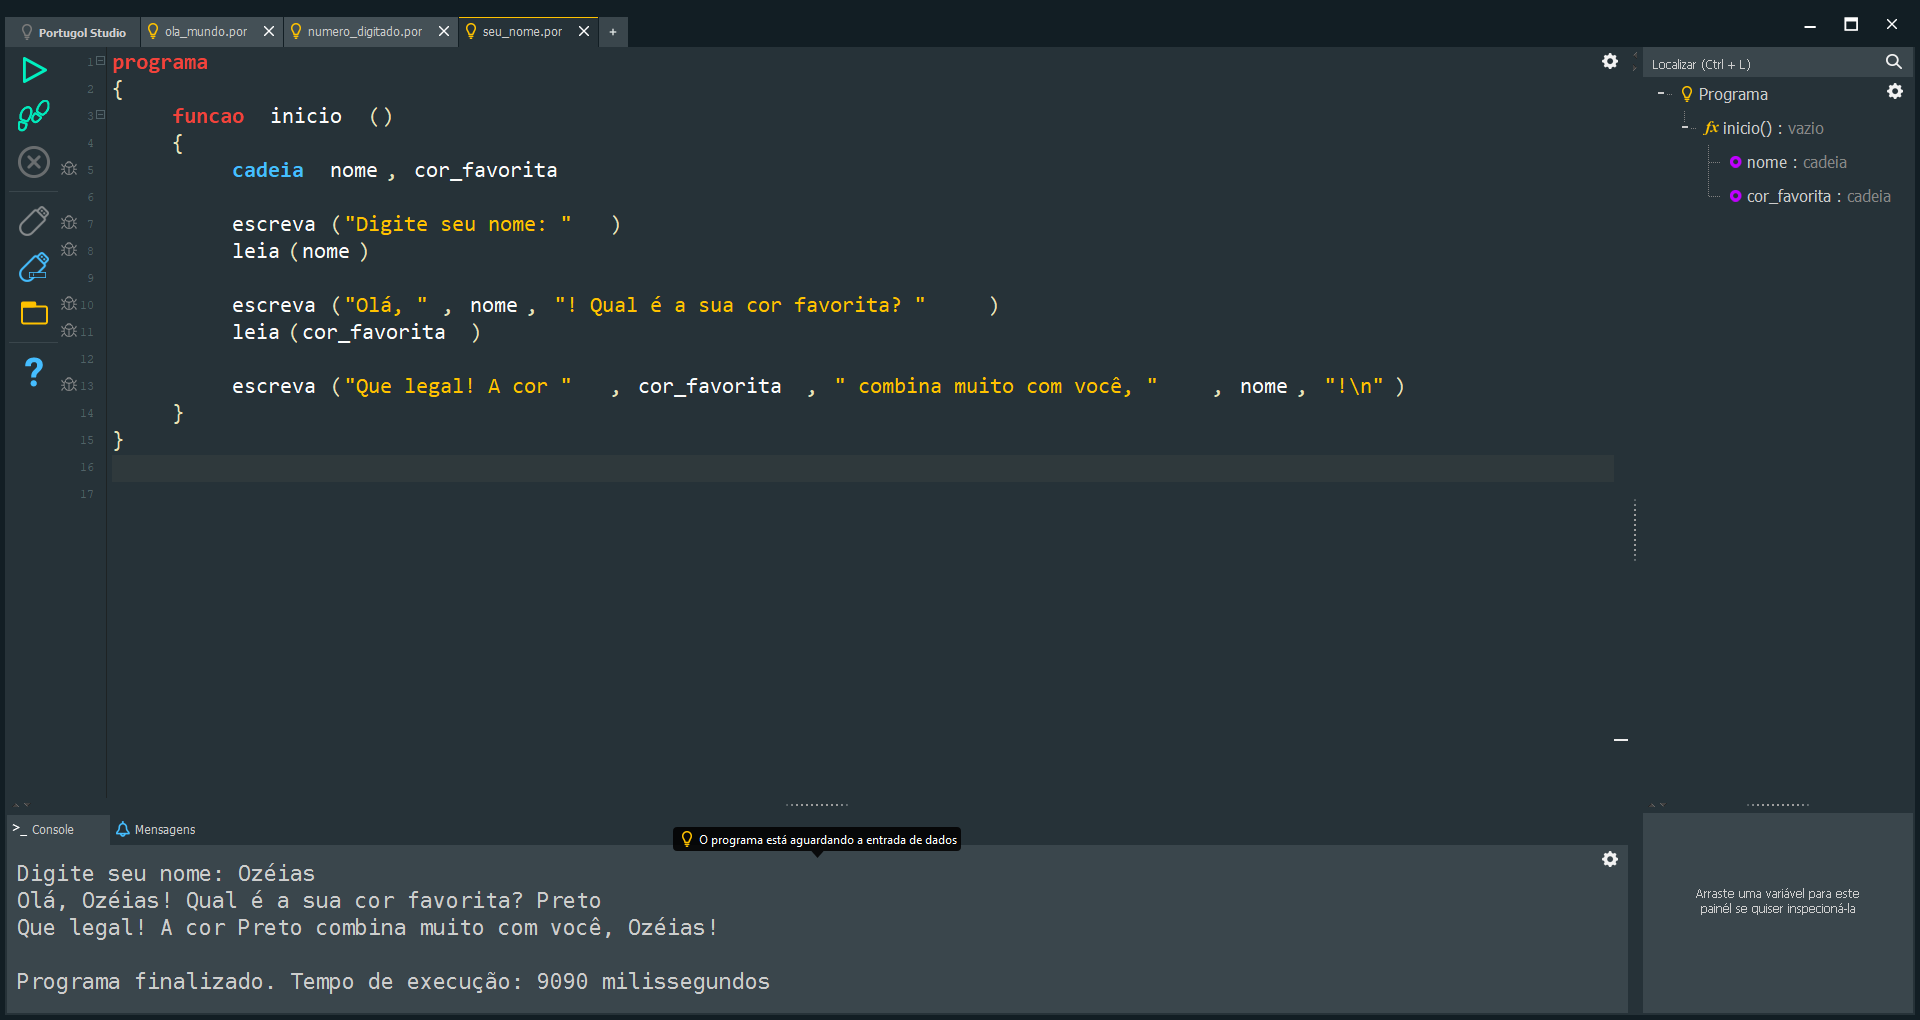 Portugol Studio
ola_mundo.por
numero_digitado.por
seu_nome.por
+
1 programa
2 {
3 funcao inicio ()
4 {
5 cadeia nome, cor_favorita
6
7 escreva ("Digite seu nome: ")
8 leia (nome)
9
10 escreva ("Olá, ", nome, "! Qual é a sua cor favorita? ")
11 leia (cor_favorita)
12
13 escreva ("Que legal! A cor ", cor_favorita, " combina muito com você, ", nome, "!\n")
14 }
15 }
16
17
?
Localizar (Ctrl + L)
Programa
fx inicio() : vazio
nome : cadeia
cor_favorita : cadeia
>_ Console
Mensagens
O programa está aguardando a entrada de dados
Digite seu nome: Ozéias
Olá, Ozéias! Qual é a sua cor favorita? Preto
Que legal! A cor Preto combina muito com você, Ozéias!
Programa finalizado. Tempo de execução: 9090 milissegundos
Arraste uma variável para este
painél se quiser inspecioná-la